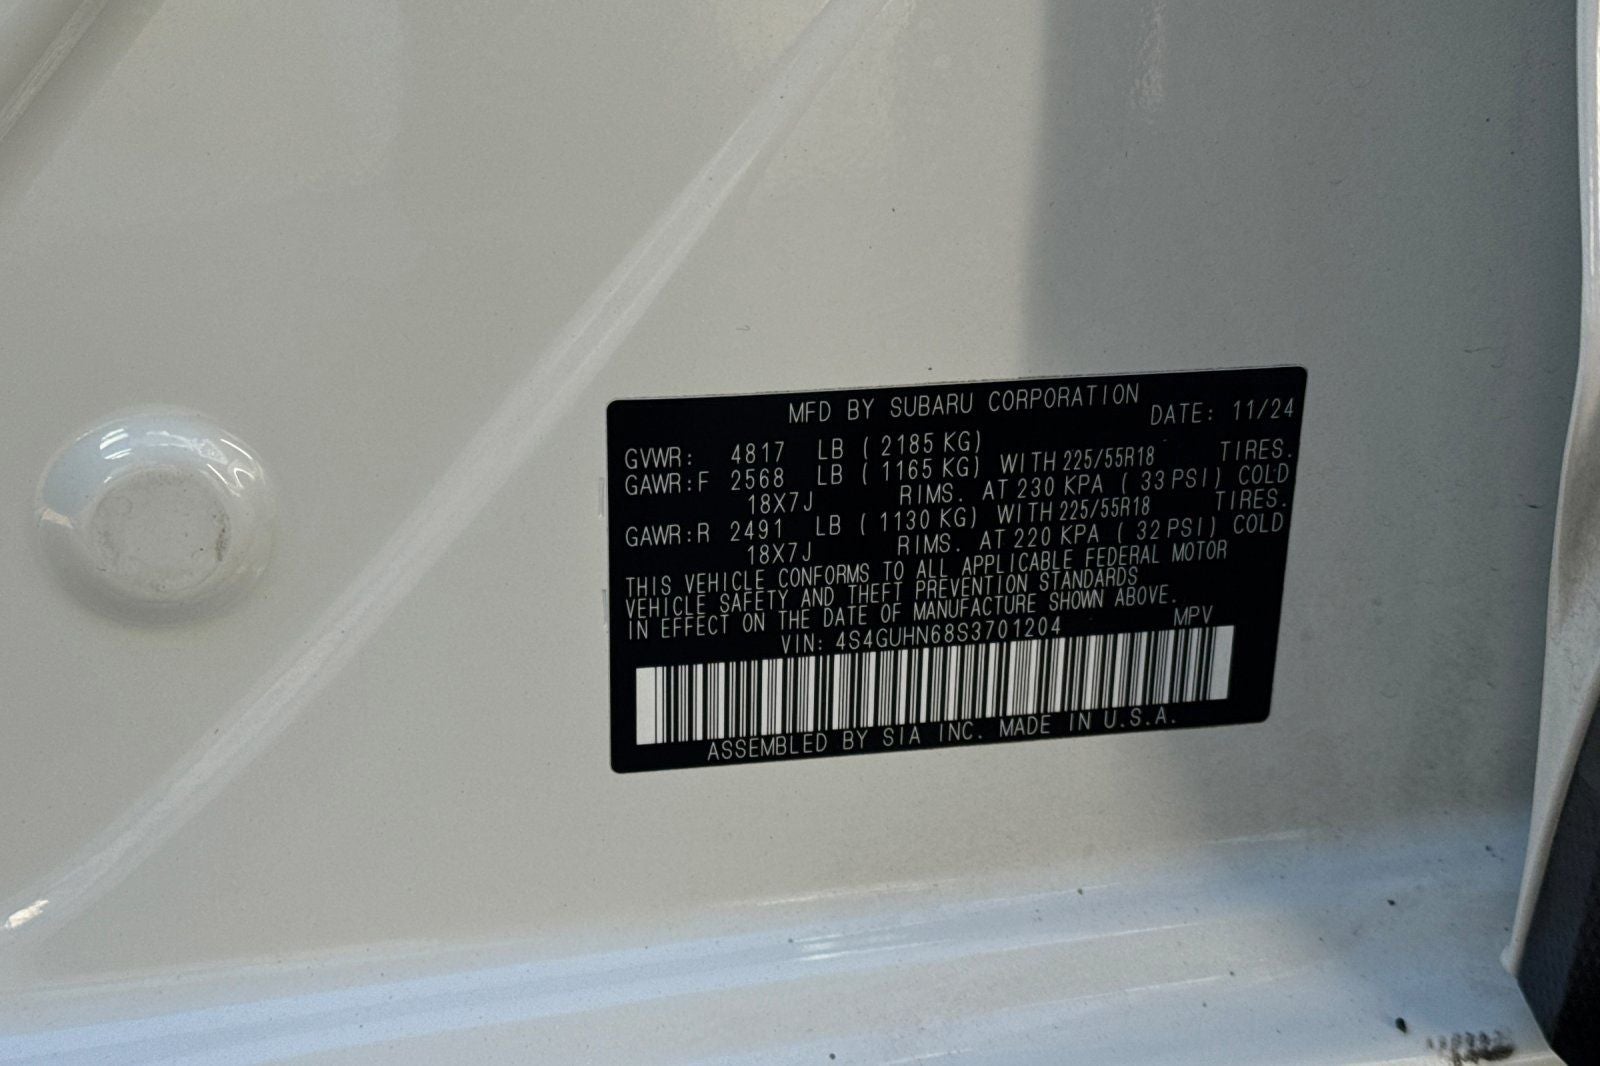 MFD BY SUBARU CORPORATION DATE: 11/24
GVWR: 4817 LB ( 2185 KG)
GAWR:F 2568 LB ( 1165 KG) WITH 225/55R18 TIRES.
18X7J RIMS. AT 230 KPA ( 33 PSI) COLD
GAWR:R 2491 LB ( 1130 KG) WITH 225/55R18 TIRES.
18X7J RIMS. AT 220 KPA ( 32 PSI) COLD
THIS VEHICLE CONFORMS TO ALL APPLICABLE FEDERAL MOTOR
VEHICLE SAFETY AND THEFT PREVENTION STANDARDS
IN EFFECT ON THE DATE OF MANUFACTURE SHOWN ABOVE.
VIN: 4S4GUHN68S3701204 MPV
ASSEMBLED BY SIA INC. MADE IN U.S.A.